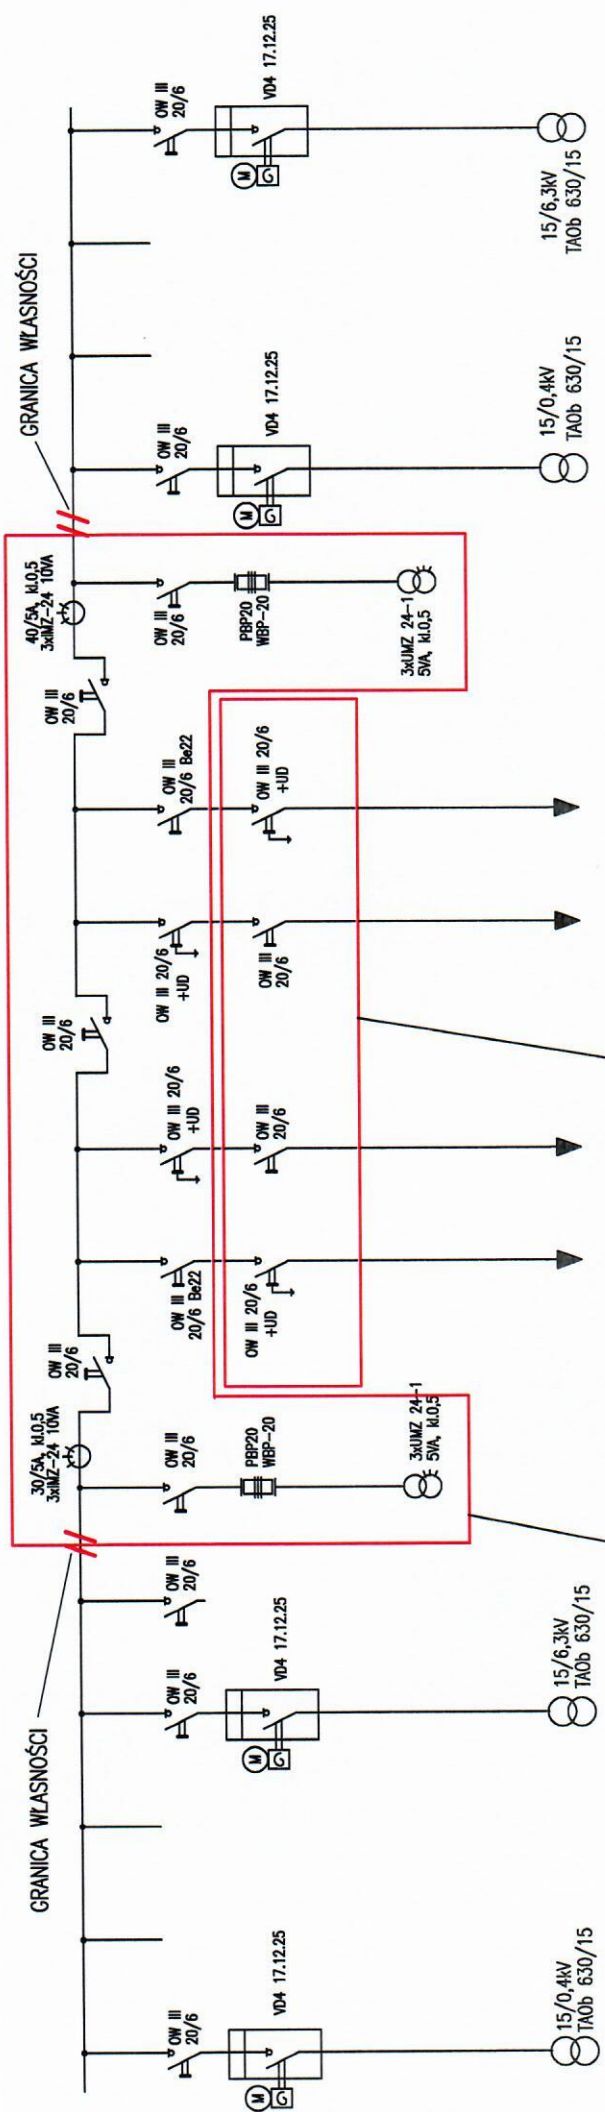 GRANICA WŁASNOŚCI
GRANICA WŁASNOŚCI
OW III
20/6
M
VD4 17.12.25
15/0,4kV
TAOb 630/15
OW III
20/6
M
VD4 17.12.25
15/6,3kV
TAOb 630/15
OW III
20/6
30/5A, kl.0,5
3xIMZ-24 10VA
OW III
20/6
PBP20
WBP-20
3xUMZ 24-1
5VA, kl.0,5
OW III
20/6
OW III
20/6 Be22
OW III 20/6
+UD
OW III 20/6
+UD
OW III
20/6
OW III
20/6
OW III 20/6
+UD
OW III
20/6
OW III
20/6 Be22
OW III 20/6
+UD
OW III
20/6
40/5A, kl.0,5
3xIMZ-24 10VA
OW III
20/6
PBP20
WBP-20
3xUMZ 24-1
5VA, kl.0,5
OW III
20/6
M
VD4 17.12.25
15/0,4kV
TAOb 630/15
OW III
20/6
M
VD4 17.12.25
15/6,3kV
TAOb 630/15